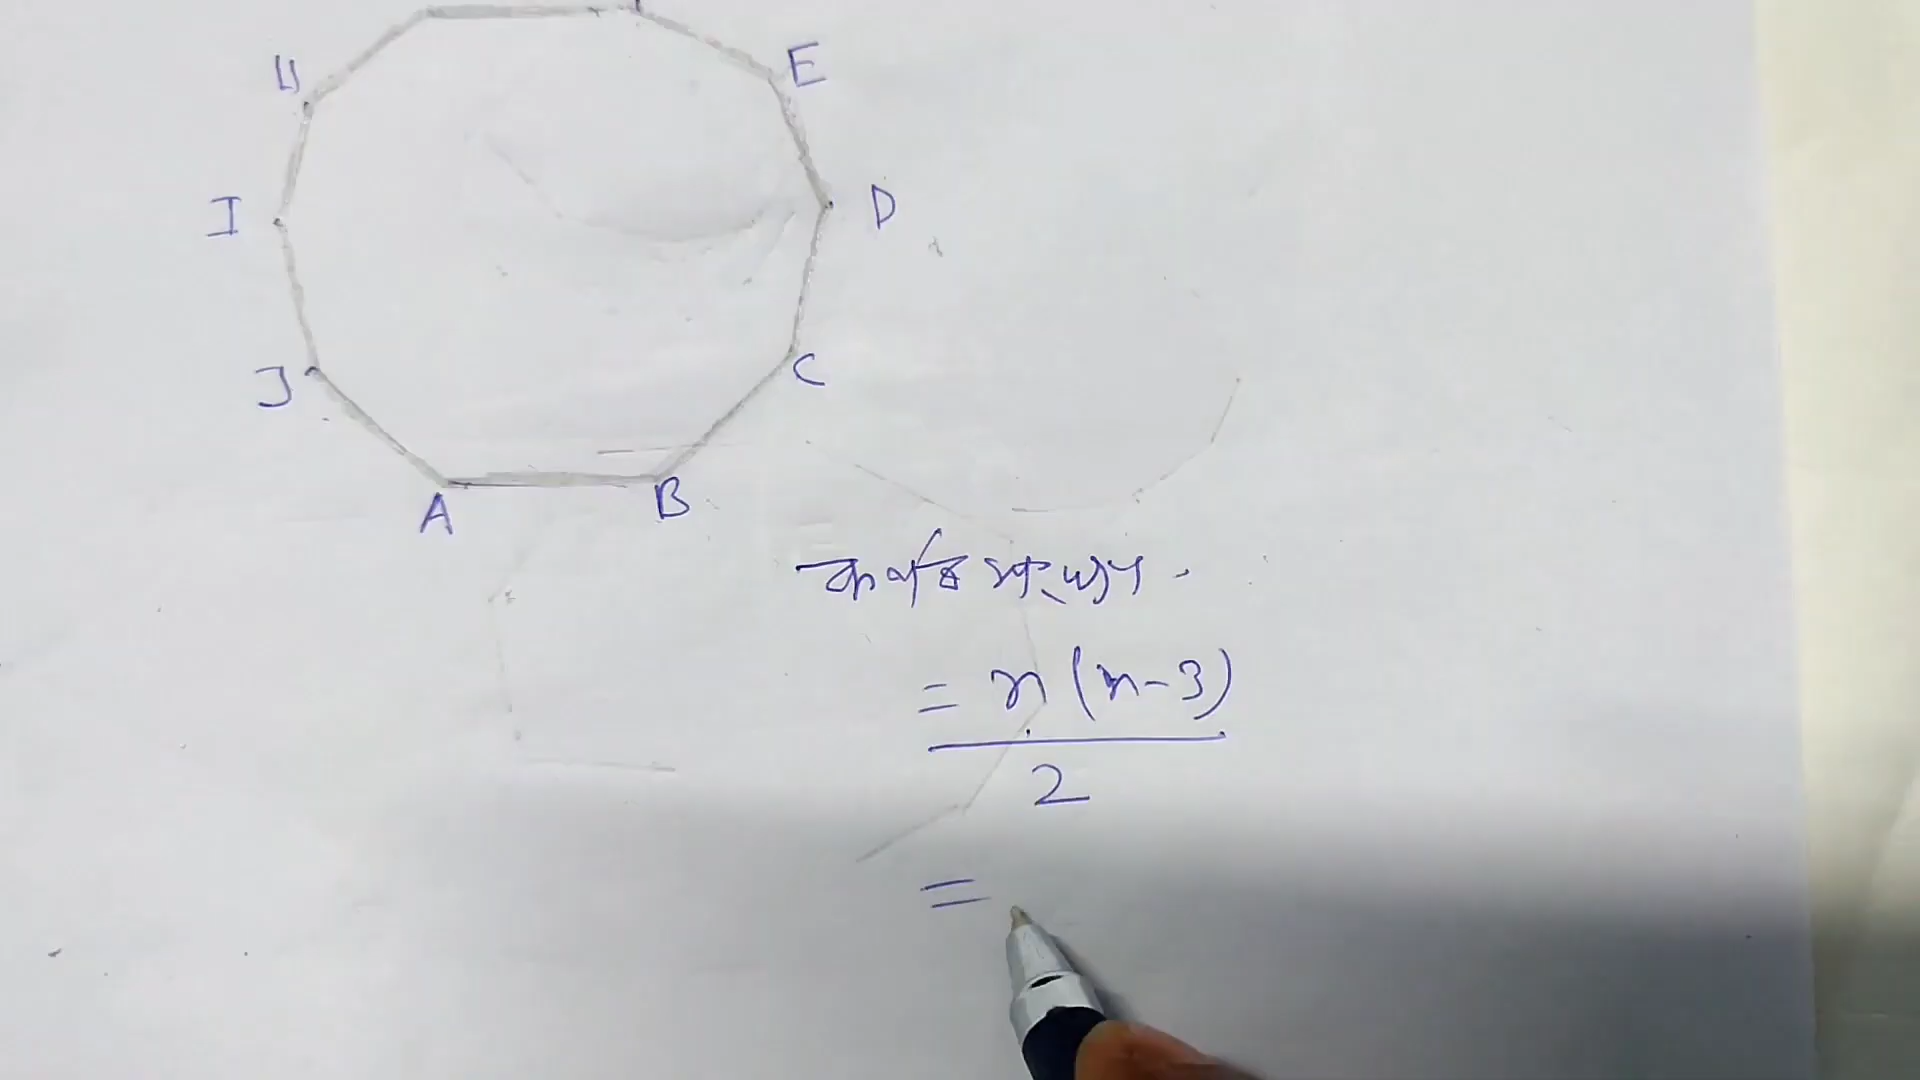 E
H
I
D
J
C
A
B
কর্ণের সংখ্যা
= n(n-3)
2
=